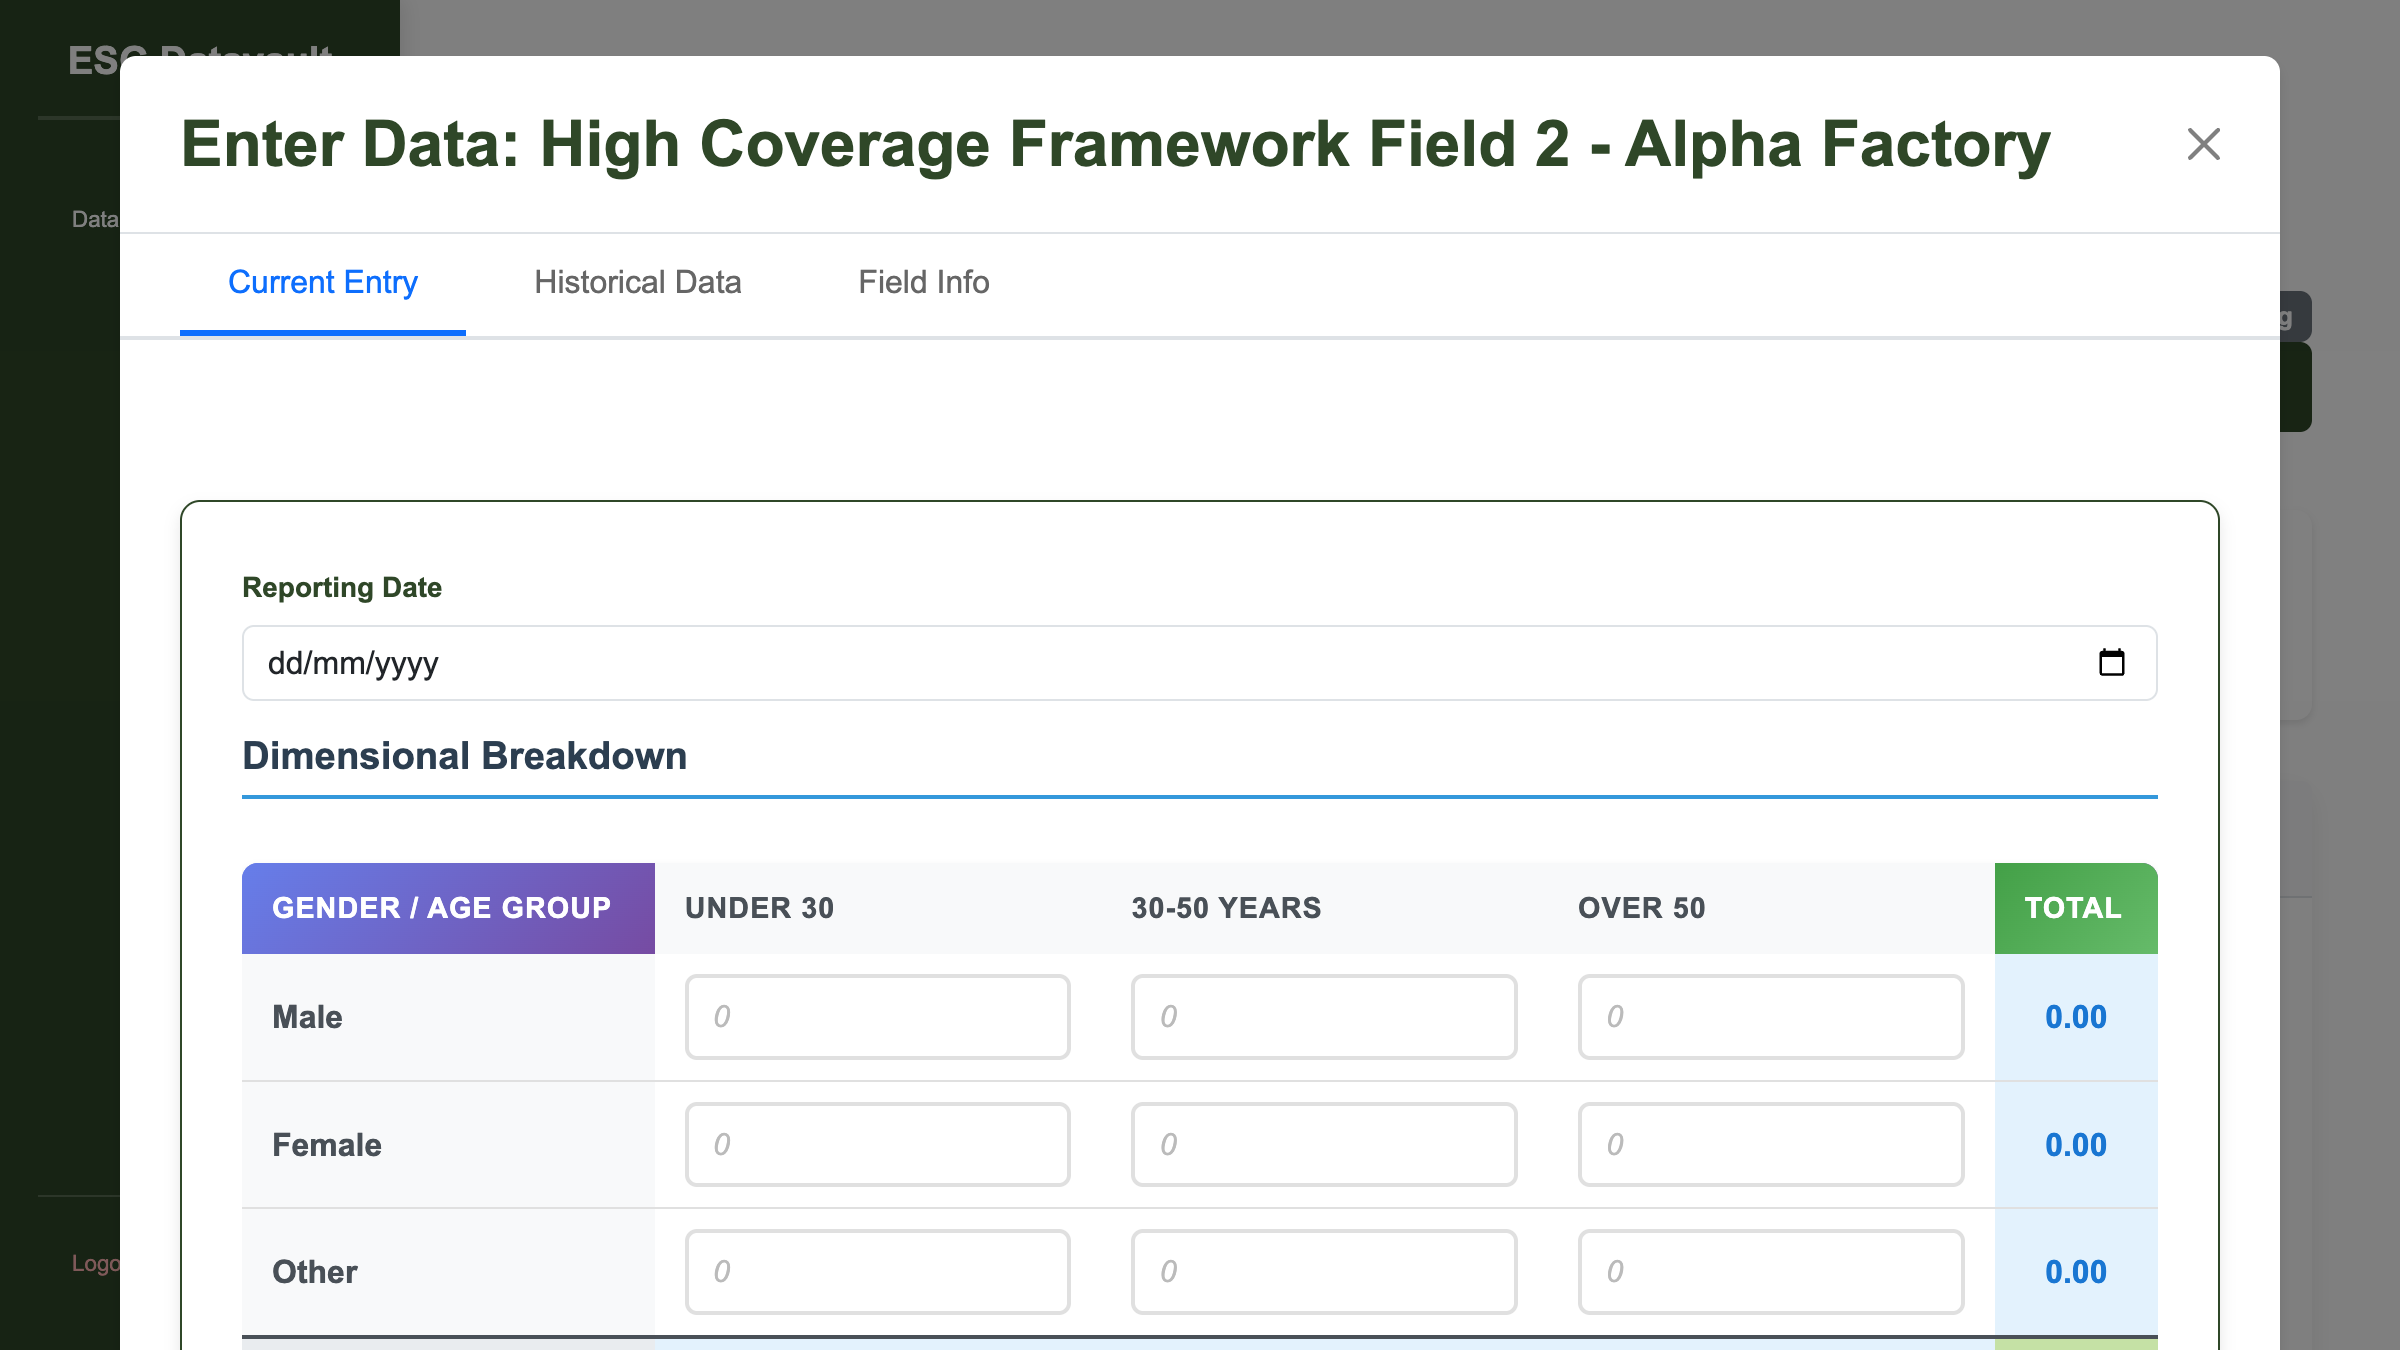 Enter Data: High Coverage Framework Field 2 - Alpha Factory
Current Entry
Historical Data
Field Info
Data
Reporting Date
dd/mm/yyyy
Dimensional Breakdown
GENDER / AGE GROUP UNDER 30 30-50 YEARS OVER 50 TOTAL
Male 0 0 0 0.00
Female 0 0 0 0.00
Other 0 0 0 0.00
Logo